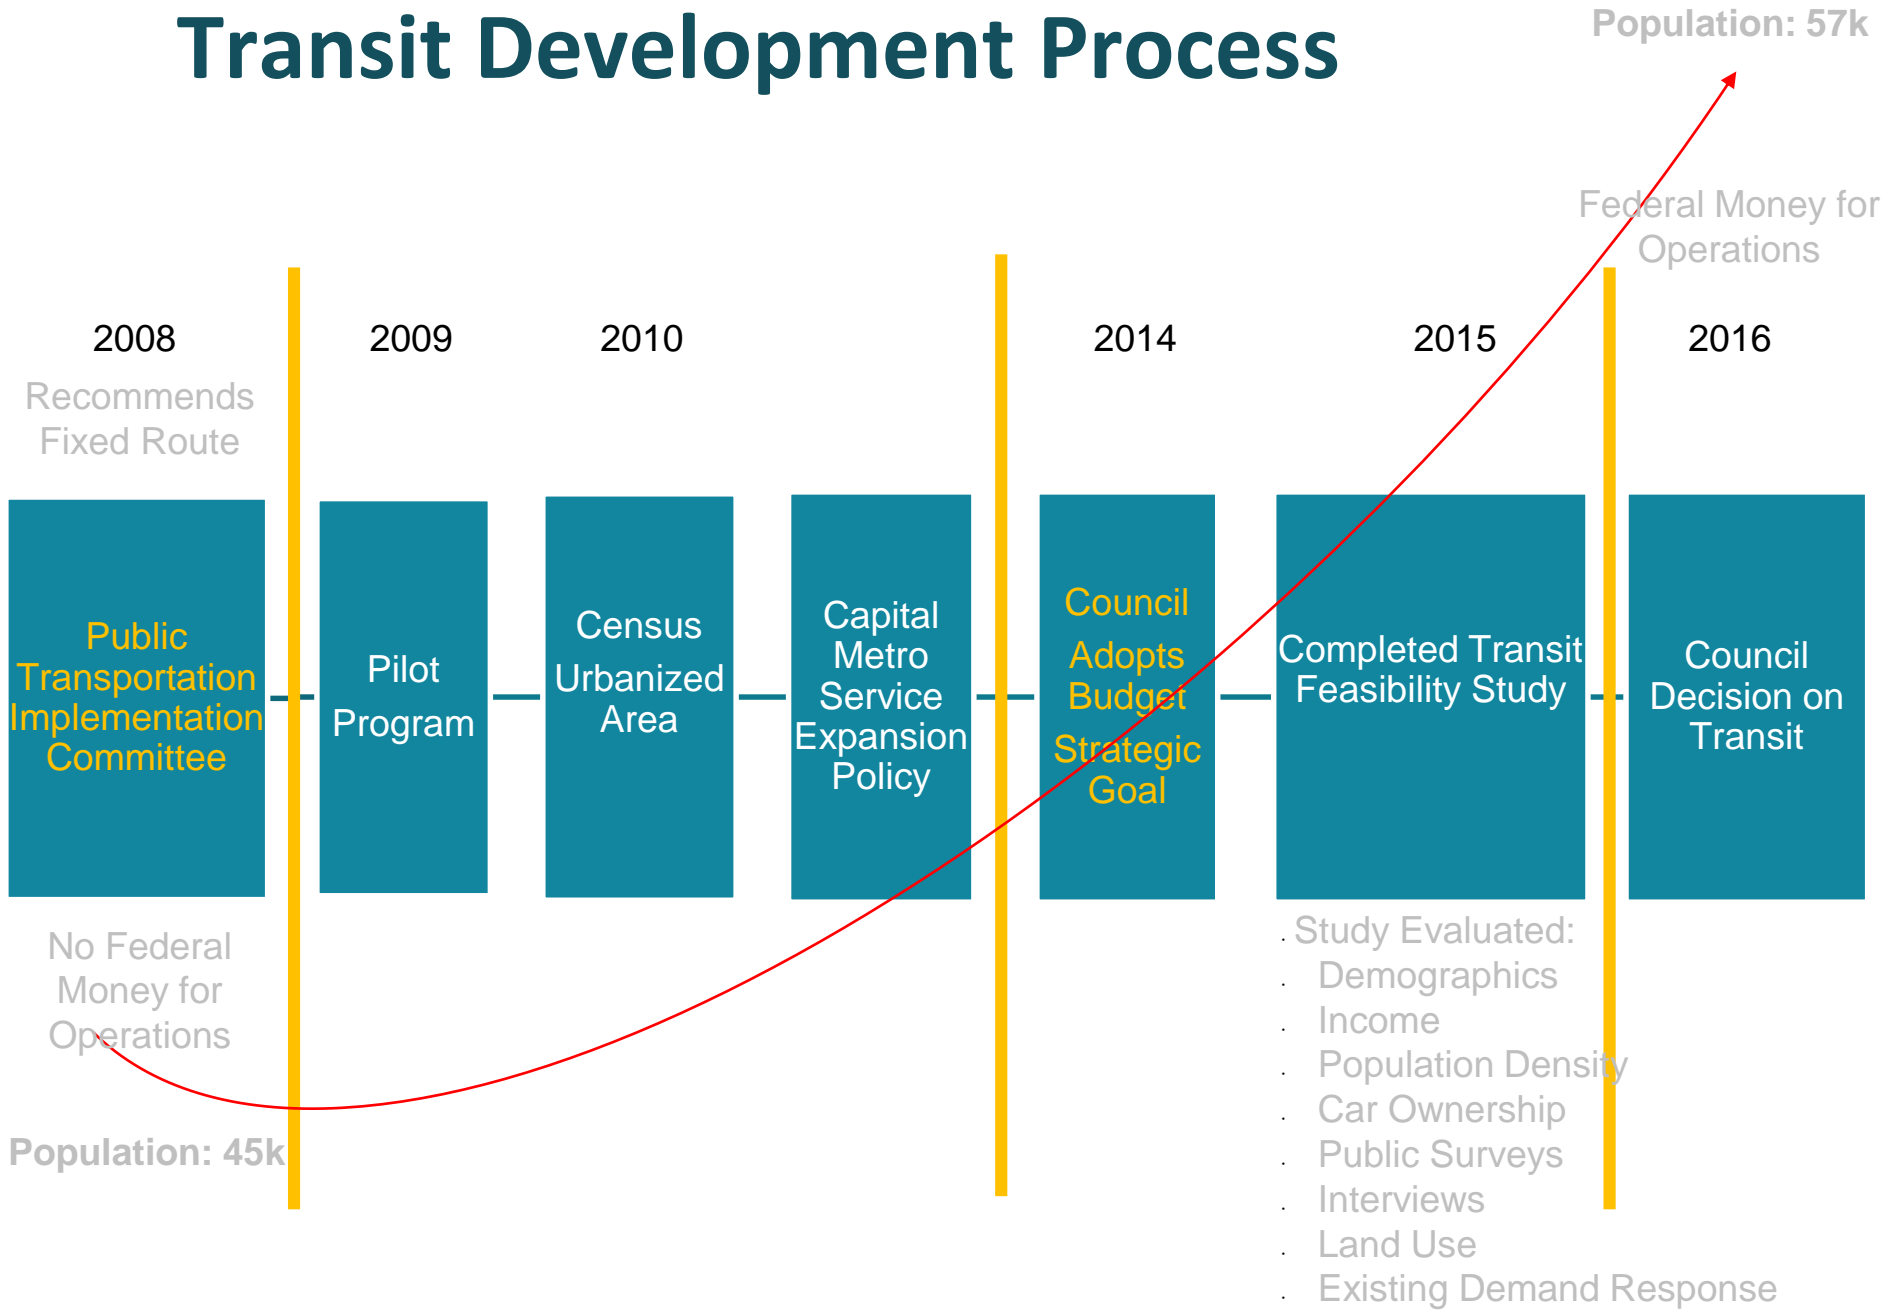 Transit Development Process
Population: 57k
Federal Money for
Operations
2008
2009
2010
2014
2015
2016
Recommends
Fixed Route
Public
Transportation
Implementation
Committee
Pilot
Program
Census
Urbanized
Area
Capital
Metro
Service
Expansion
Policy
Council
Adopts
Budget
Strategic
Goal
Completed Transit
Feasibility Study
Council
Decision on
Transit
No Federal
Money for
Operations
Population: 45k
. Study Evaluated:
. Demographics
. Income
. Population Density
. Car Ownership
. Public Surveys
. Interviews
. Land Use
. Existing Demand Response